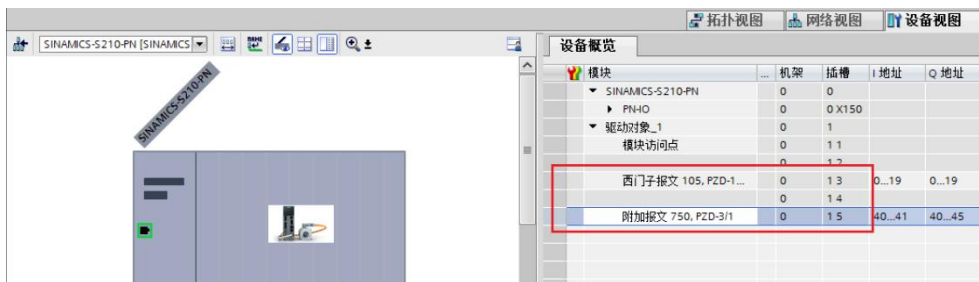 拓扑视图 网络视图 设备视图
SINAMICS-S210-PN [SINAMICS
设备概览
模块 ... 机架 插槽 I 地址 Q 地址
SINAMICS-S210-PN 0 0
PN-IO 0 0 X150
驱动对象_1 0 1
模块访问点 0 1 1
0 1 2
西门子报文 105, PZD-1... 0 1 3 0...19 0...19
0 1 4
附加报文 750, PZD-3/1 0 1 5 40...41 40...45
SINAMICS-S210-PN